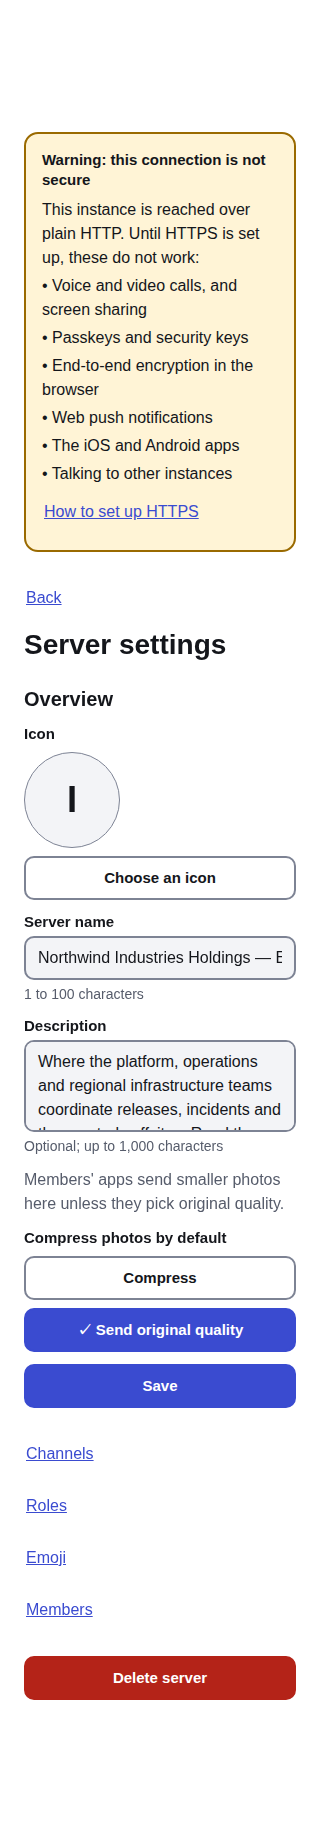 Warning: this connection is not
secure
This instance is reached over
plain HTTP. Until HTTPS is set
up, these do not work:
• Voice and video calls, and
screen sharing
• Passkeys and security keys
• End-to-end encryption in the
browser
• Web push notifications
• The iOS and Android apps
• Talking to other instances
How to set up HTTPS
Back
Server settings
Overview
Icon
I
Choose an icon
Server name
Northwind Industries Holdings —
1 to 100 characters
Description
Where the platform, operations
and regional infrastructure teams
coordinate releases, incidents and
Optional; up to 1,000 characters
Members' apps send smaller photos
here unless they pick original quality.
Compress photos by default
Compress
✓ Send original quality
Save
Channels
Roles
Emoji
Members
Delete server